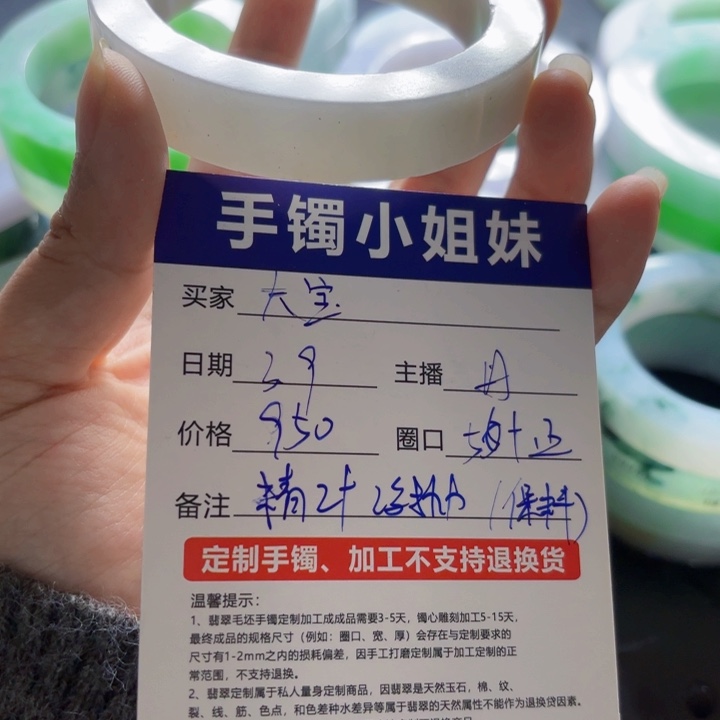 手镯小姐妹
买家 大宝
日期 29 主播 丹
价格 950 圈口
备注 精 (保料)
定制手镯、加工不支持退换货
温馨提示：
1、翡翠毛坯手镯定制加工成成品需要3-5天，镯心雕刻加工5-15天，
最终成品的规格尺寸（例如：圈口、宽、厚）会存在与定制要求的
尺寸有1-2mm之内的损耗偏差，因手工打磨定制属于加工定制的正
常范围，不支持退换。
2、翡翠定制属于私人量身定制商品，因翡翠是天然玉石，棉、纹、
裂、线、筋、色点，和色差种水差异等属于翡翠的天然属性不能作为退换货因素。